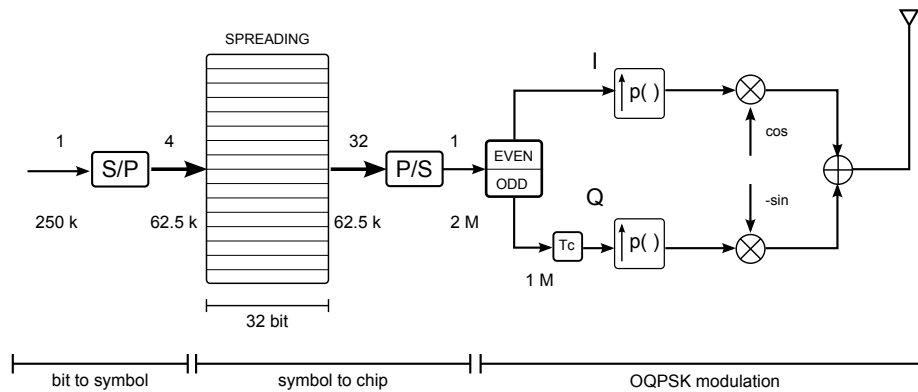 SPREADING
I
1
4
32
1
p( )
S/P
P/S
EVEN
ODD
cos
Q
-sin
250 k
62.5 k
62.5 k
2 M
Tc
p( )
1 M
32 bit
bit to symbol
symbol to chip
OQPSK modulation